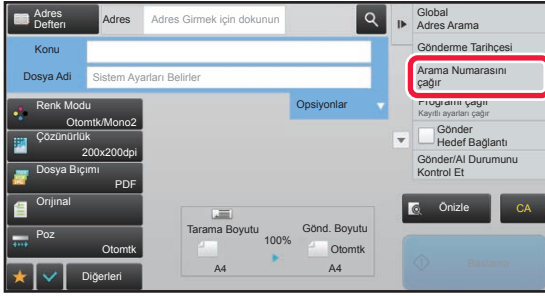 Adres
Defteri
Adres
Adres Girmek için dokunun
Konu
Dosya Adi
Sistem Ayarları Belirler
Opsiyonlar
Renk Modu
Otomtk/Mono2
Çözünürlük
200x200dpi
Dosya Biçimi
PDF
Orijinal
Poz
Otomtk
Diğerleri
Tarama Boyutu
A4
100%
Gönd. Boyutu
Otomtk
A4
Global
Adres Arama
Gönderme Tarihçesi
Arama Numarasını
çağır
Programı çağır
Kayıtlı ayarları çağır
Gönder
Hedef Bağlantı
Gönder/Al Durumunu
Kontrol Et
Önizle
CA